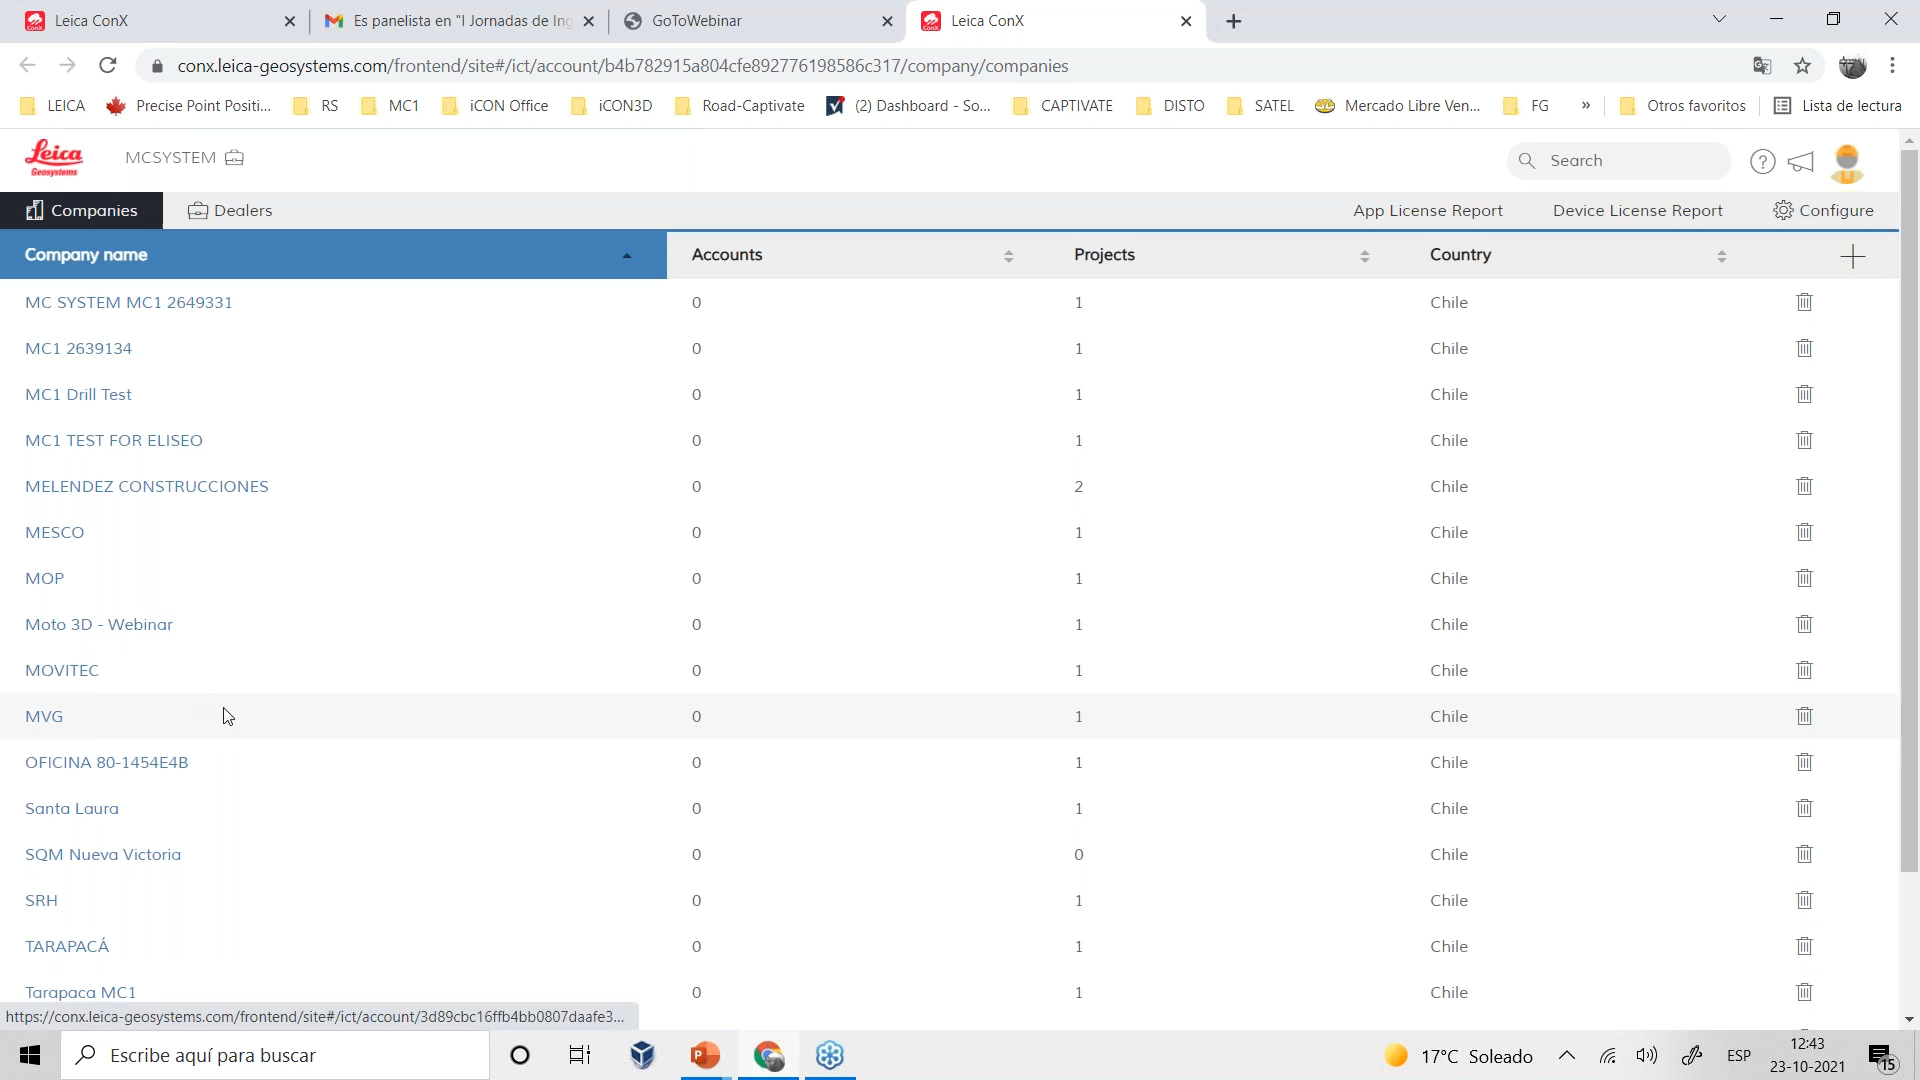 Leica ConX
Es panelista en "I Jornadas de Ing
GoToWebinar
Leica ConX
conx.leica-geosystems.com/frontend/site#/ict/account/b4b782915a804cfe892776198586c317/company/companies
LEICA
Precise Point Positi...
RS
MC1
iCON Office
iCON3D
Road-Captivate
(2) Dashboard - So...
CAPTIVATE
DISTO
SATEL
Mercado Libre Ven...
FG
»
Otros favoritos
Lista de lectura
Leica
Geosystems
MCSYSTEM
Search
Companies
Dealers
App License Report
Device License Report
Configure
Company name Accounts Projects Country
MC SYSTEM MC1 2649331 0 1 Chile
MC1 2639134 0 1 Chile
MC1 Drill Test 0 1 Chile
MC1 TEST FOR ELISEO 0 1 Chile
MELENDEZ CONSTRUCCIONES 0 2 Chile
MESCO 0 1 Chile
MOP 0 1 Chile
Moto 3D - Webinar 0 1 Chile
MOVITEC 0 1 Chile
MVG 0 1 Chile
OFICINA 80-1454E4B 0 1 Chile
Santa Laura 0 1 Chile
SQM Nueva Victoria 0 0 Chile
SRH 0 1 Chile
TARAPACÁ 0 1 Chile
Tarapaca MC1 0 1 Chile
https://conx.leica-geosystems.com/frontend/site#/ict/account/3d89cbc16ffb4bb0807daafe3...
Escribe aquí para buscar
17°C Soleado
ESP
12:43
23-10-2021
15